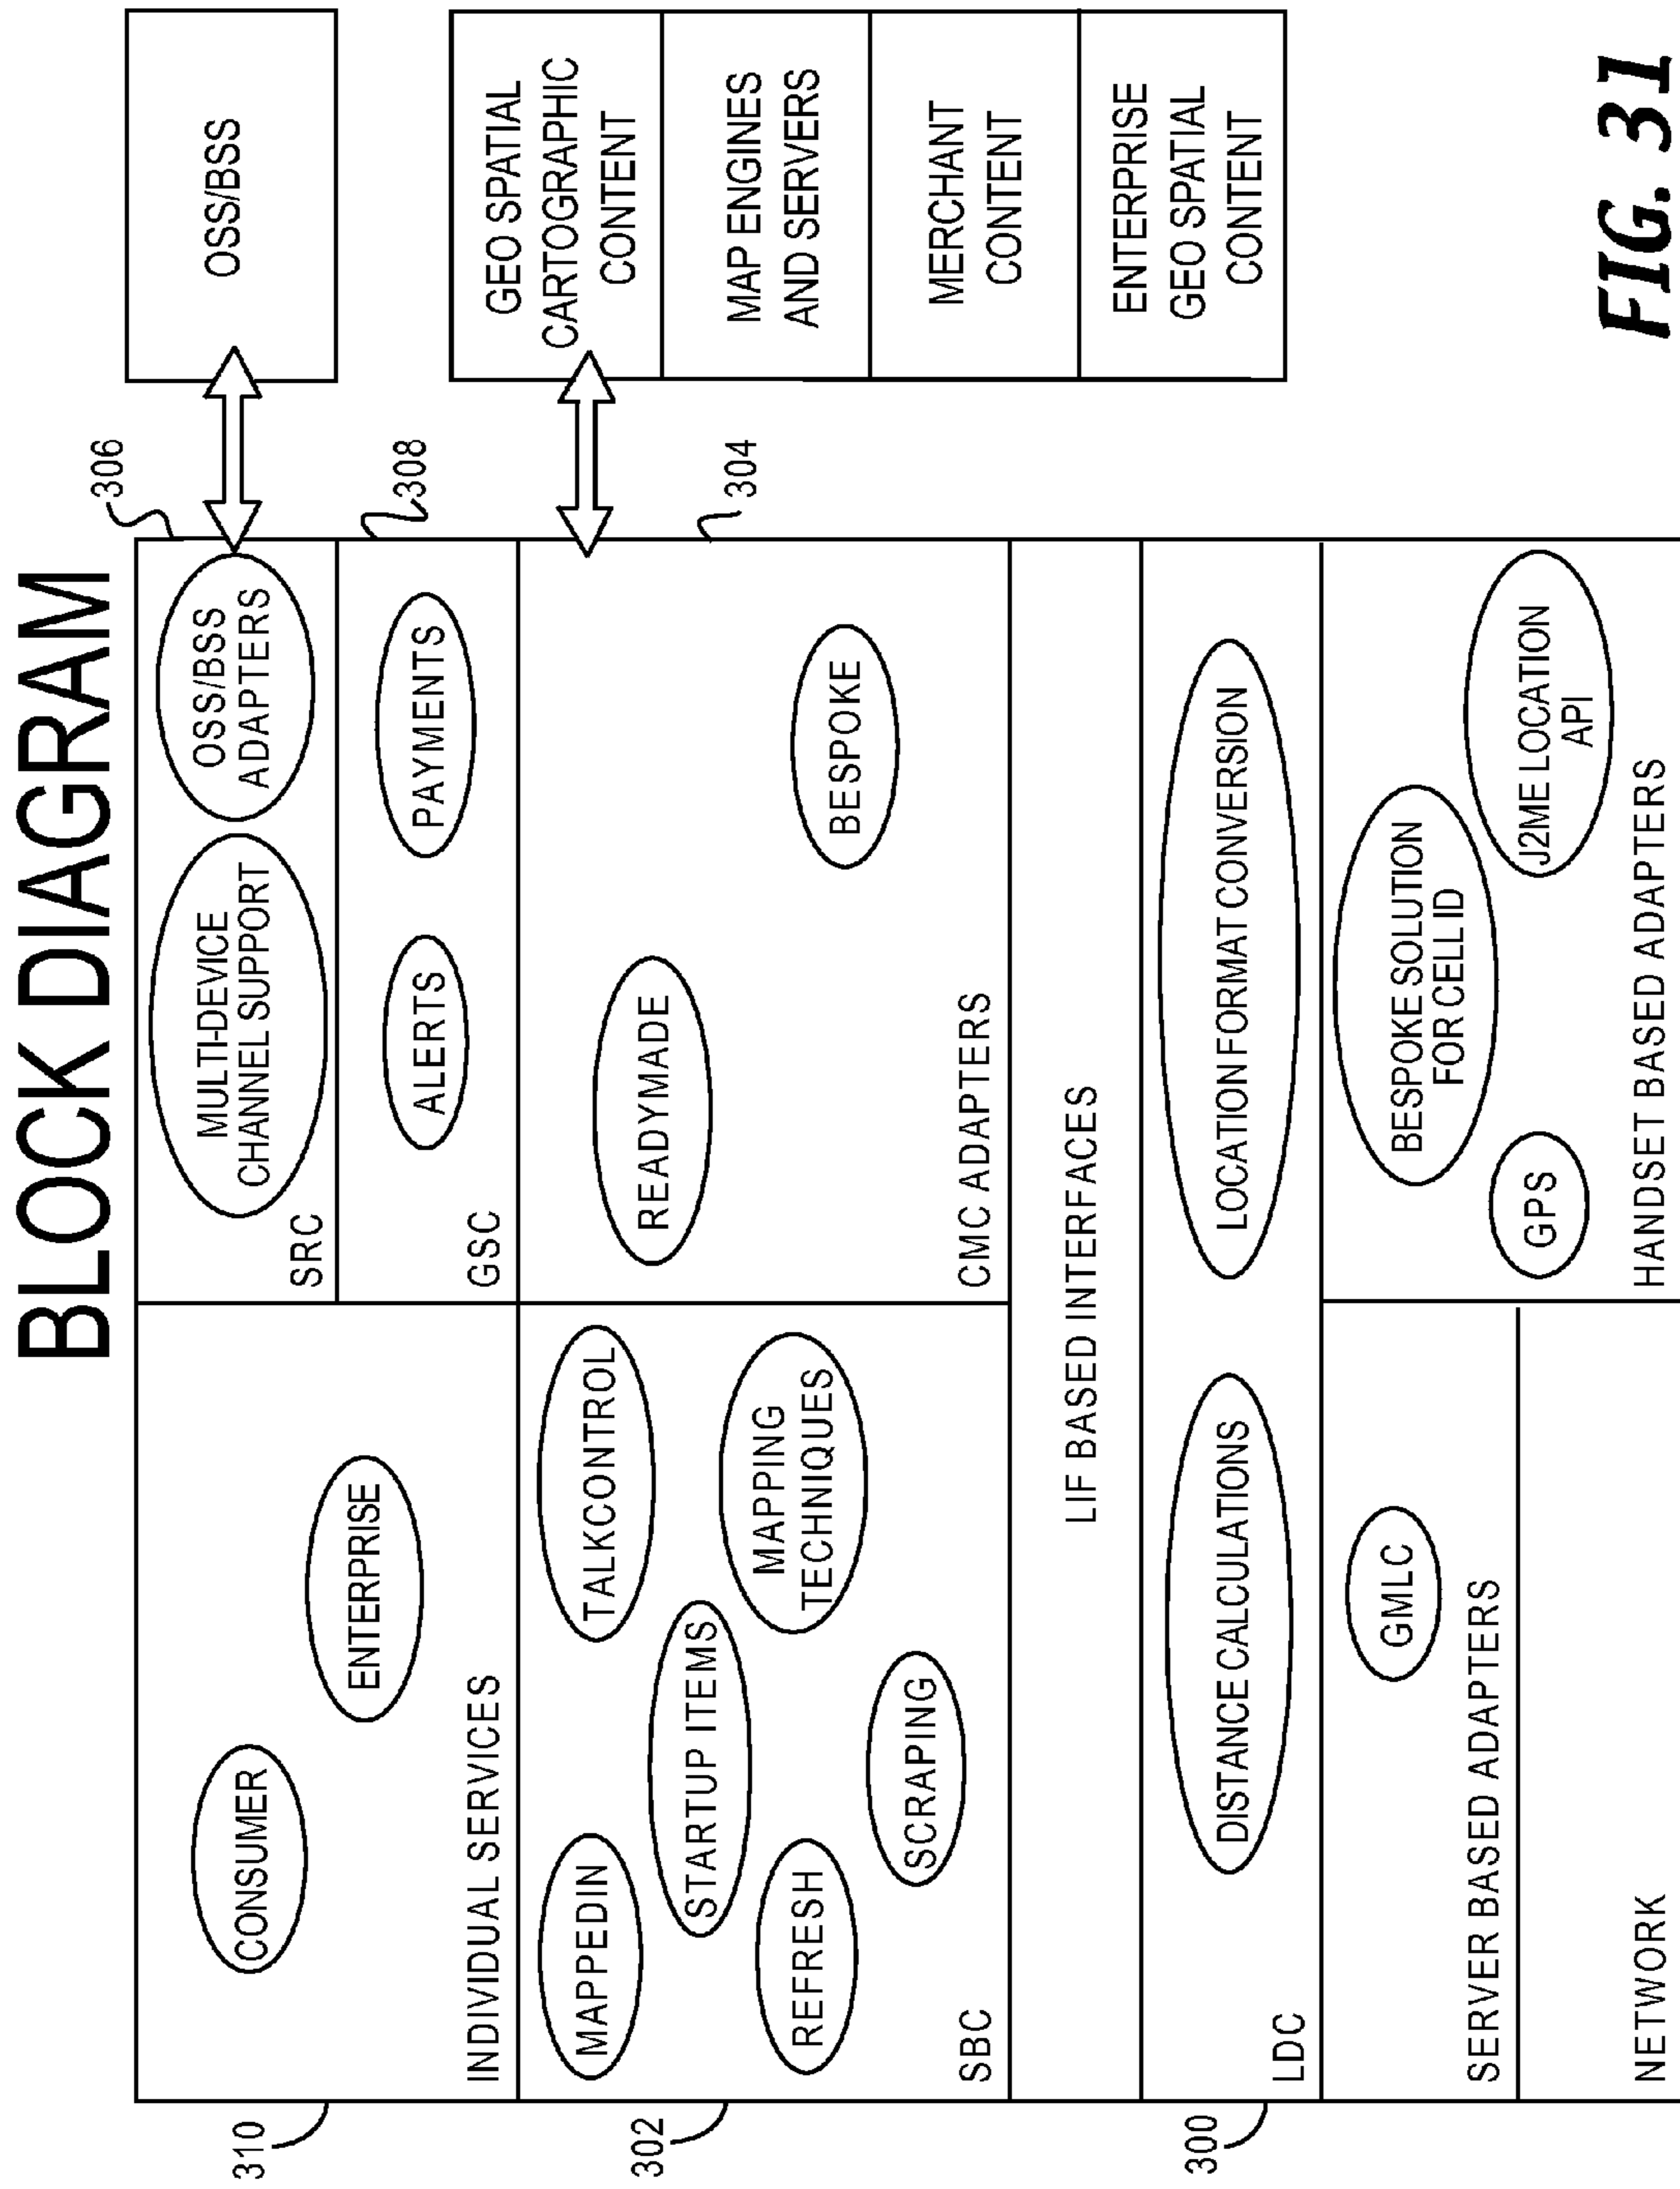 BLOCK DIAGRAM
310
CONSUMER
ENTERPRISE
INDIVIDUAL SERVICES
MULTI-DEVICE
CHANNEL SUPPORT
OSS/BSS
ADAPTERS
SRC
306
OSS/BSS
ALERTS
PAYMENTS
GSC
308
302
MAPPEDIN
TALKCONTROL
STARTUP ITEMS
REFRESH
MAPPING
TECHNIQUES
SCRAPING
SBC
READYMADE
BESPOKE
CMC ADAPTERS
304
GEO SPATIAL
CARTOGRAPHIC
CONTENT
MAP ENGINES
AND SERVERS
MERCHANT
CONTENT
ENTERPRISE
GEO SPATIAL
CONTENT
LIF BASED INTERFACES
300
DISTANCE CALCULATIONS
LOCATION FORMAT CONVERSION
LDC
GMLC
SERVER BASED ADAPTERS
NETWORK
BESPOKE SOLUTION
FOR CELL ID
GPS
J2ME LOCATION
API
HANDSET BASED ADAPTERS
FIG. 31